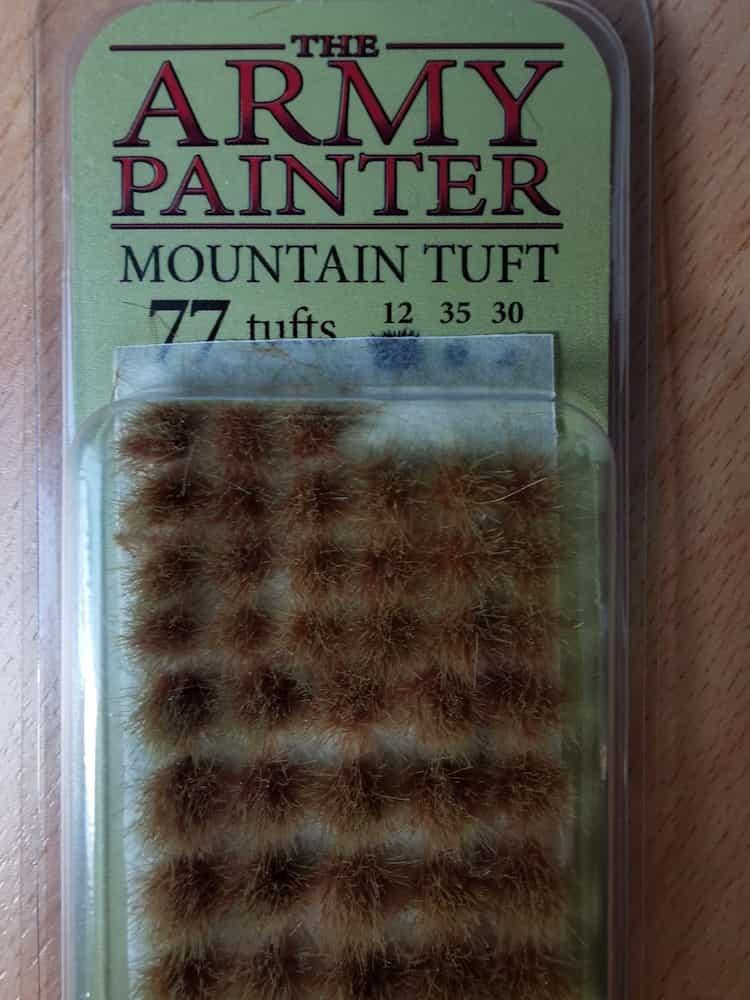 THE
ARMY
PAINTER
MOUNTAIN TUFT
77 tufts 12 35 30